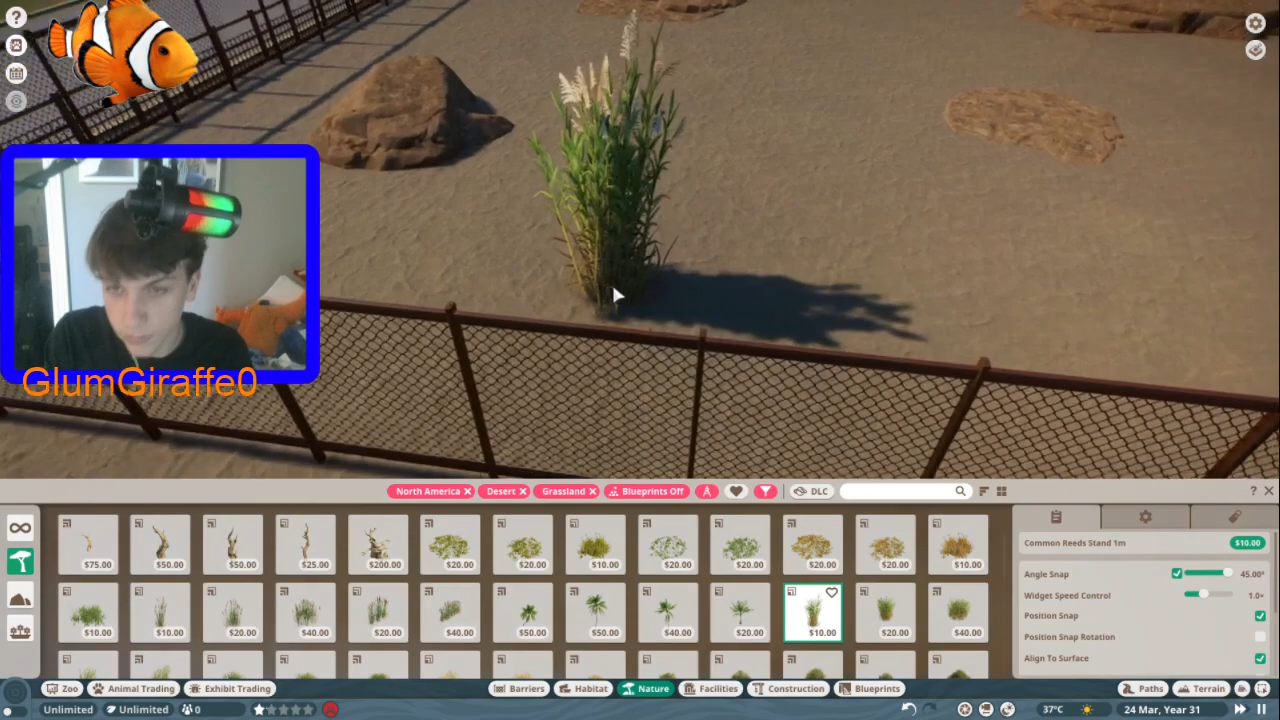 ?
GlumGiraffe0
North America ×
Desert ×
Grassland ×
Blueprints Off
DLC
? ×
$75.00
$50.00
$50.00
$25.00
$200.00
$20.00
$20.00
$10.00
$20.00
$20.00
$20.00
$20.00
$10.00
Common Reeds Stand 1m
$10.00
Angle Snap
45.00°
Widget Speed Control
1.0×
$10.00
$10.00
$20.00
$40.00
$20.00
$40.00
$50.00
$50.00
$40.00
$20.00
$10.00
$20.00
$40.00
Position Snap
Position Snap Rotation
Align To Surface
Zoo
Animal Trading
Exhibit Trading
Barriers
Habitat
Nature
Facilities
Construction
Blueprints
Paths
Terrain
Unlimited
Unlimited
0
37°C
24 Mar, Year 31